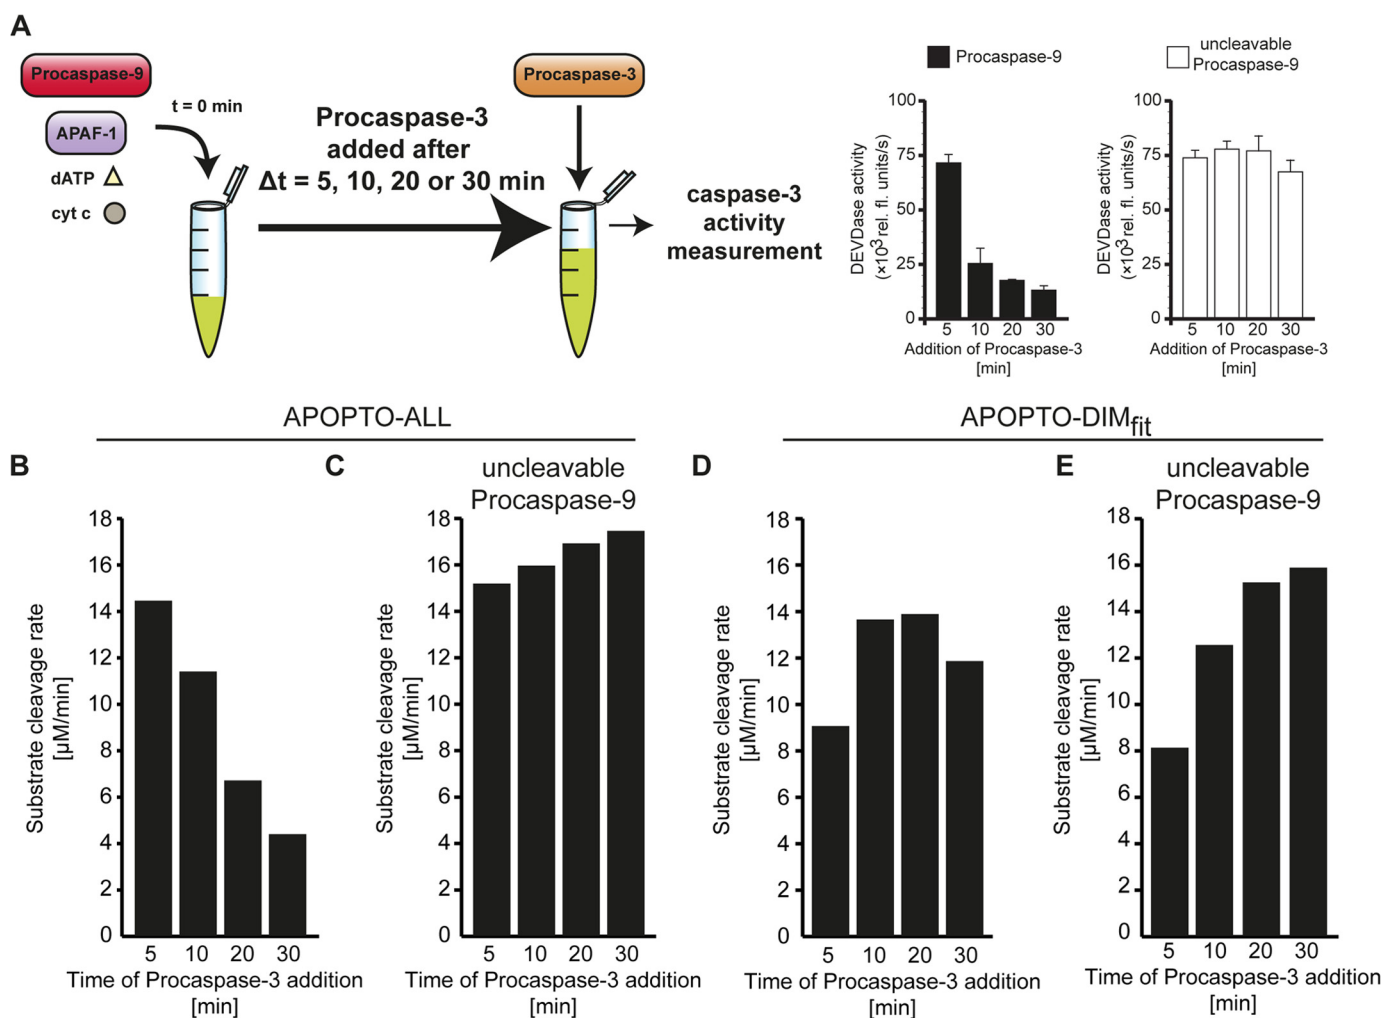 A
Procaspase-9
APAF-1
dATP
cyt c
t = 0 min
Procaspase-3
added after
Δt = 5, 10, 20 or 30 min
Procaspase-3
caspase-3
activity
measurement
Procaspase-9
DEVDase activity
(×10³ rel. fl. units/s)
100
75
50
25
0
5 10 20 30
Addition of Procaspase-3
[min]
uncleavable
Procaspase-9
DEVDase activity
(×10³ rel. fl. units/s)
100
75
50
25
0
5 10 20 30
Addition of Procaspase-3
[min]
APOPTO-ALL
B
Substrate cleavage rate
[µM/min]
18
16
14
12
10
8
6
4
2
0
5 10 20 30
Time of Procaspase-3 addition
[min]
C
uncleavable
Procaspase-9
Substrate cleavage rate
[µM/min]
18
16
14
12
10
8
6
4
2
0
5 10 20 30
Time of Procaspase-3 addition
[min]
APOPTO-DIMfit
D
Substrate cleavage rate
[µM/min]
18
16
14
12
10
8
6
4
2
0
5 10 20 30
Time of Procaspase-3 addition
[min]
E
uncleavable
Procaspase-9
Substrate cleavage rate
[µM/min]
18
16
14
12
10
8
6
4
2
0
5 10 20 30
Time of Procaspase-3 addition
[min]